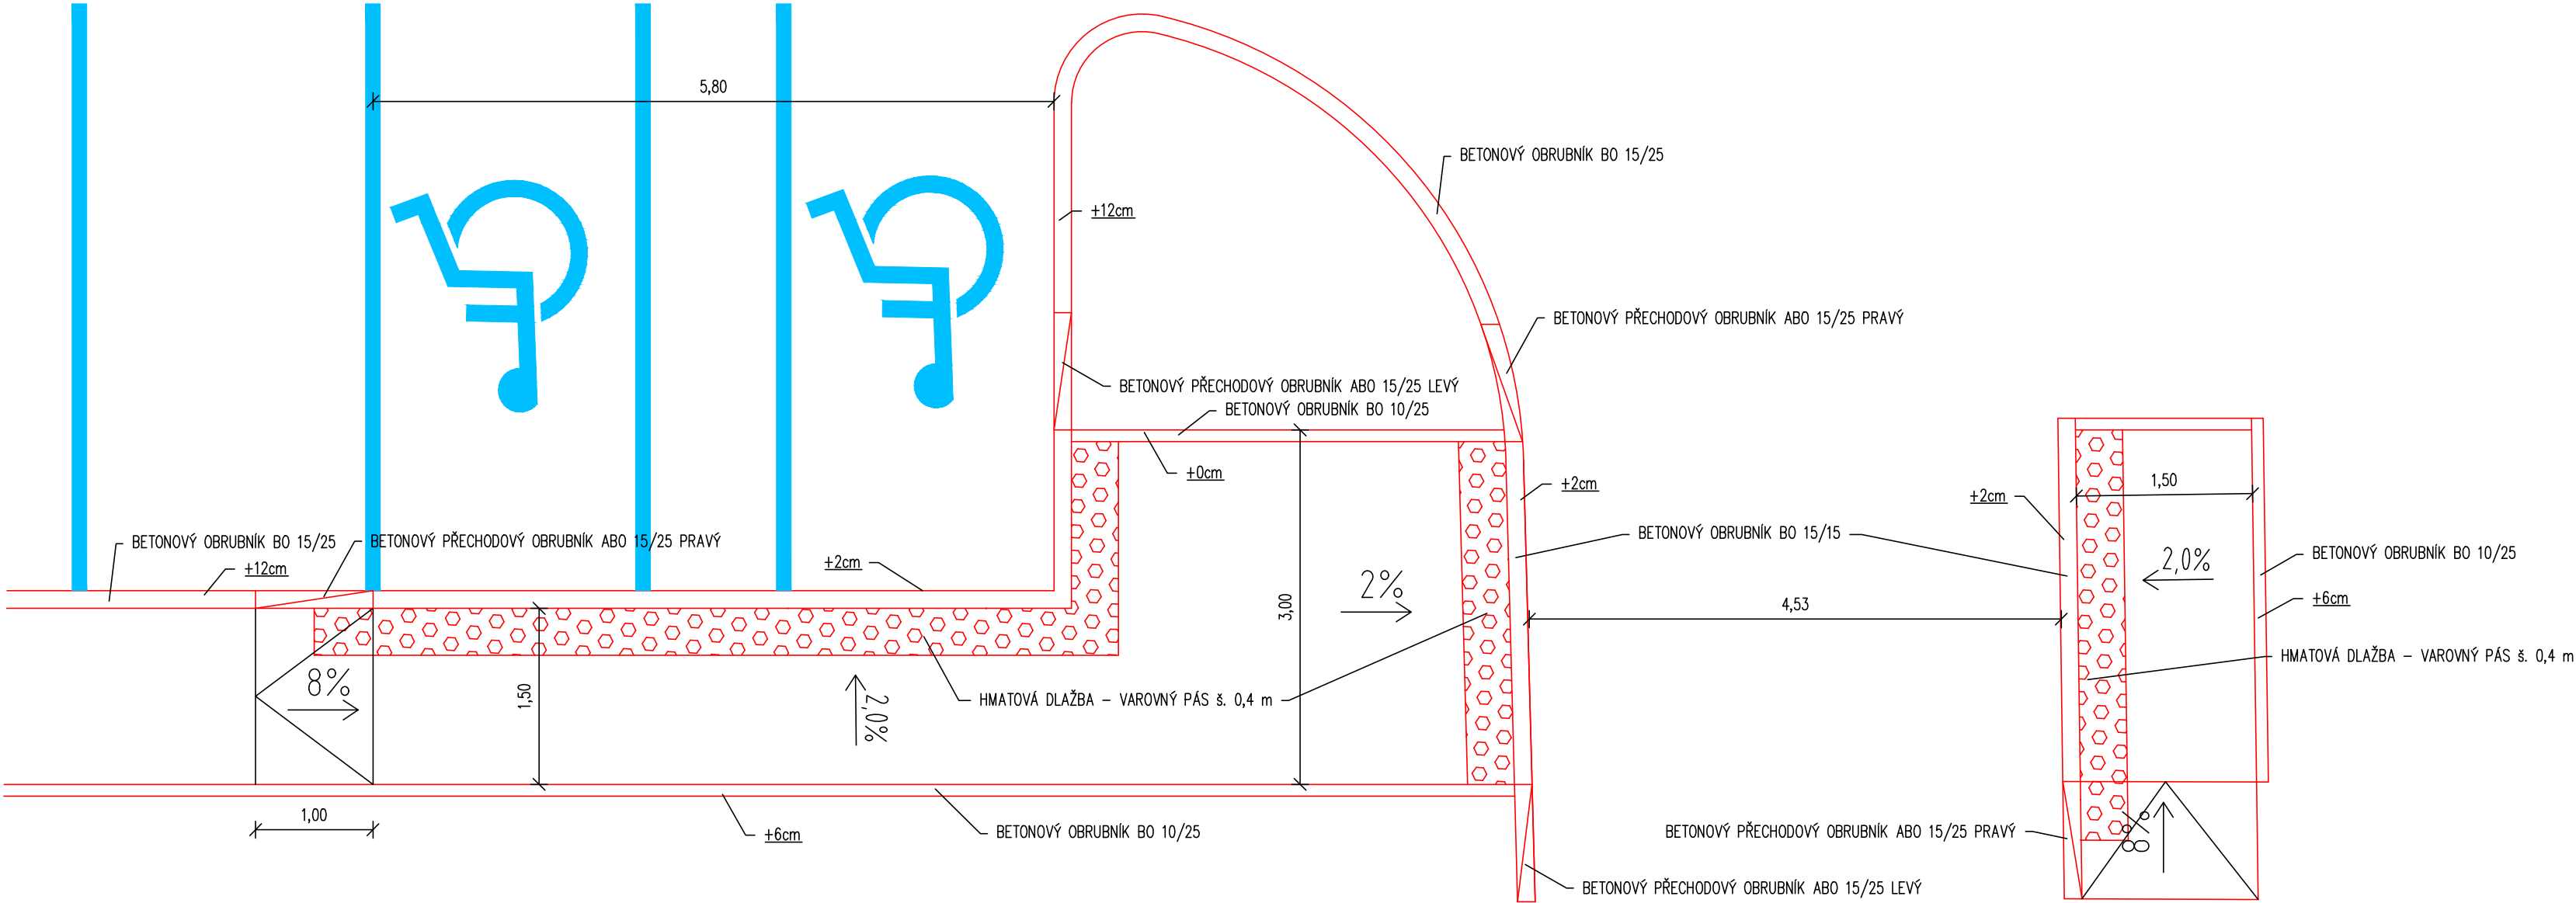 5,80
BETONOVÝ OBRUBNÍK BO 15/25
+12cm
BETONOVÝ PŘECHODOVÝ OBRUBNÍK ABO 15/25 PRAVÝ
BETONOVÝ PŘECHODOVÝ OBRUBNÍK ABO 15/25 LEVÝ
BETONOVÝ OBRUBNÍK BO 10/25
+0cm
+2cm
1,50
+2cm
BETONOVÝ OBRUBNÍK BO 15/25
BETONOVÝ PŘECHODOVÝ OBRUBNÍK ABO 15/25 PRAVÝ
BETONOVÝ OBRUBNÍK BO 15/15
2,0%
BETONOVÝ OBRUBNÍK BO 10/25
+12cm
+2cm
2%
3,00
4,53
+6cm
HMATOVÁ DLAŽBA – VAROVNÝ PÁS š. 0,4 m
8%
1,50
2,0%
HMATOVÁ DLAŽBA – VAROVNÝ PÁS š. 0,4 m
1,00
+6cm
BETONOVÝ OBRUBNÍK BO 10/25
BETONOVÝ PŘECHODOVÝ OBRUBNÍK ABO 15/25 PRAVÝ
8%
BETONOVÝ PŘECHODOVÝ OBRUBNÍK ABO 15/25 LEVÝ